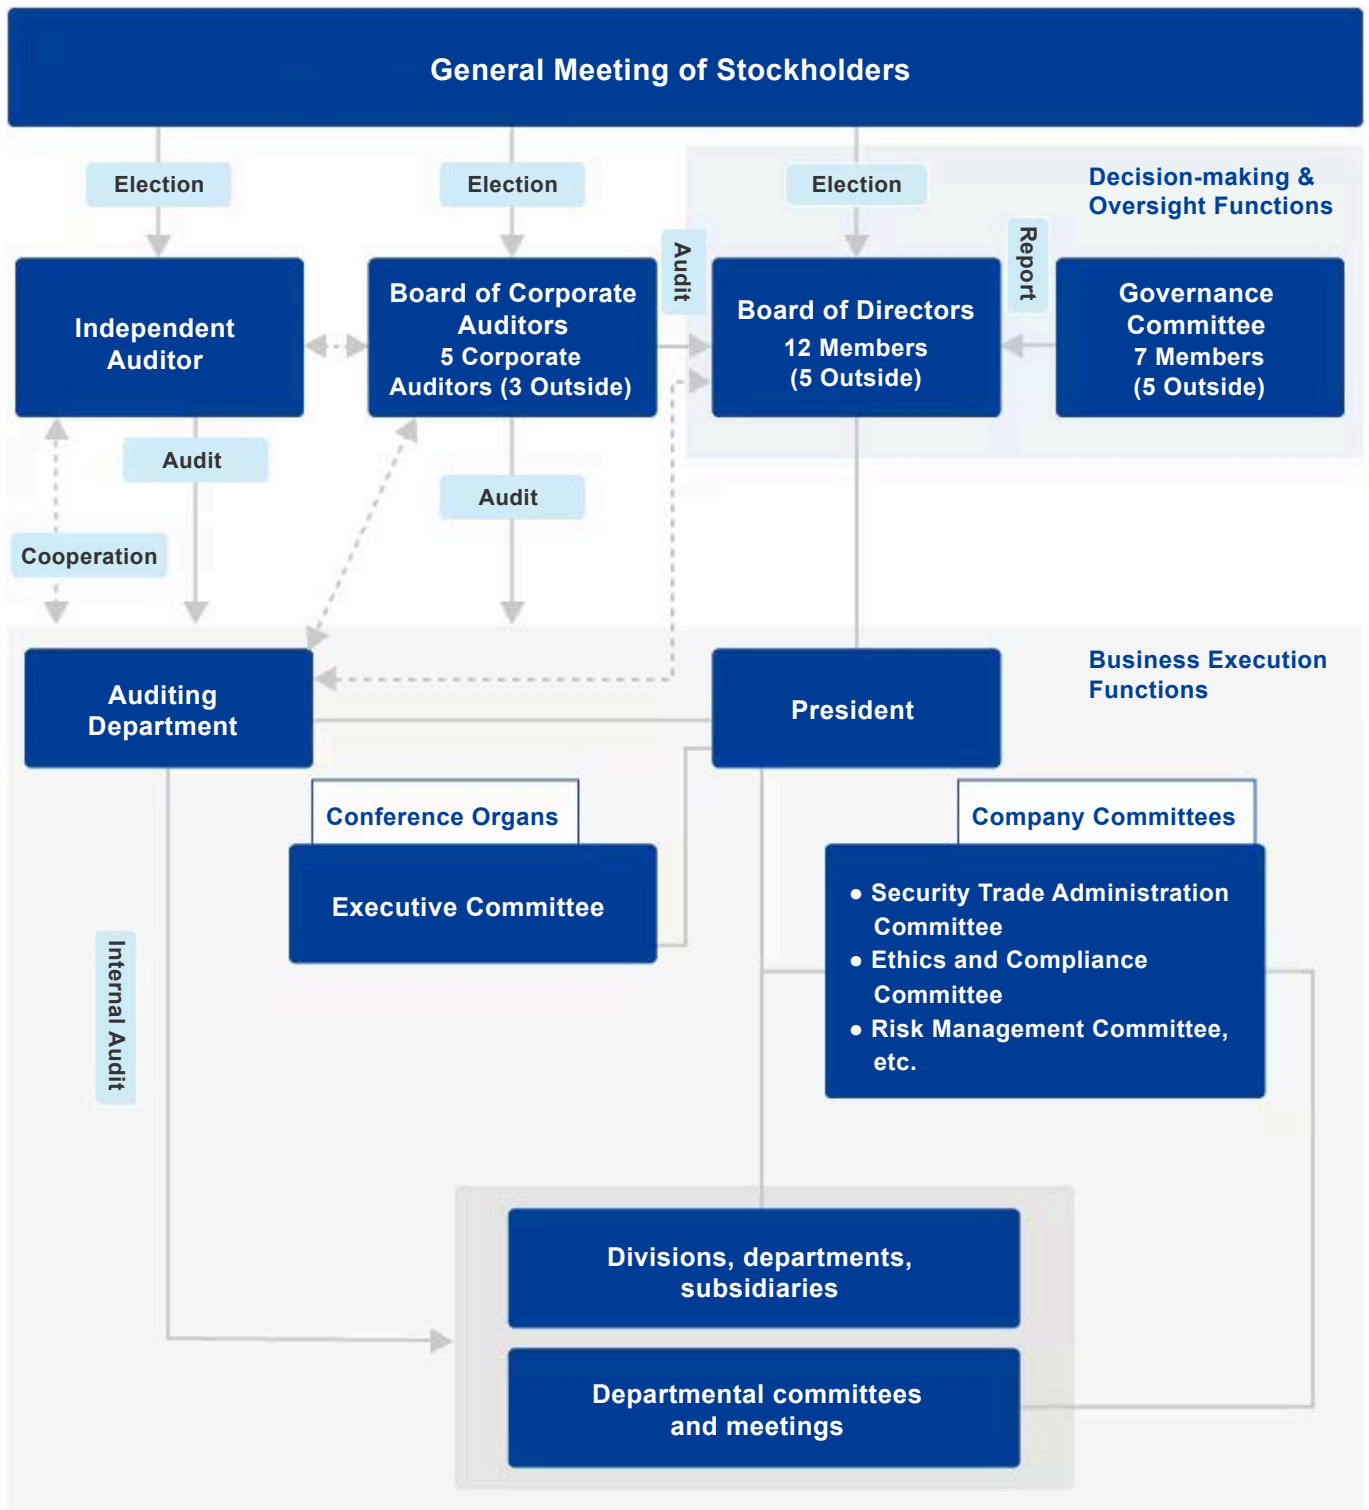 General Meeting of Stockholders
Election
Election
Election
Decision-making &
Oversight Functions
Audit
Report
Independent
Auditor
Board of Corporate
Auditors
5 Corporate
Auditors (3 Outside)
Board of Directors
12 Members
(5 Outside)
Governance
Committee
7 Members
(5 Outside)
Audit
Audit
Cooperation
Auditing
Department
President
Business Execution
Functions
Conference Organs
Executive Committee
Company Committees
● Security Trade Administration
Committee
● Ethics and Compliance
Committee
● Risk Management Committee,
etc.
Internal Audit
Divisions, departments,
subsidiaries
Departmental committees
and meetings